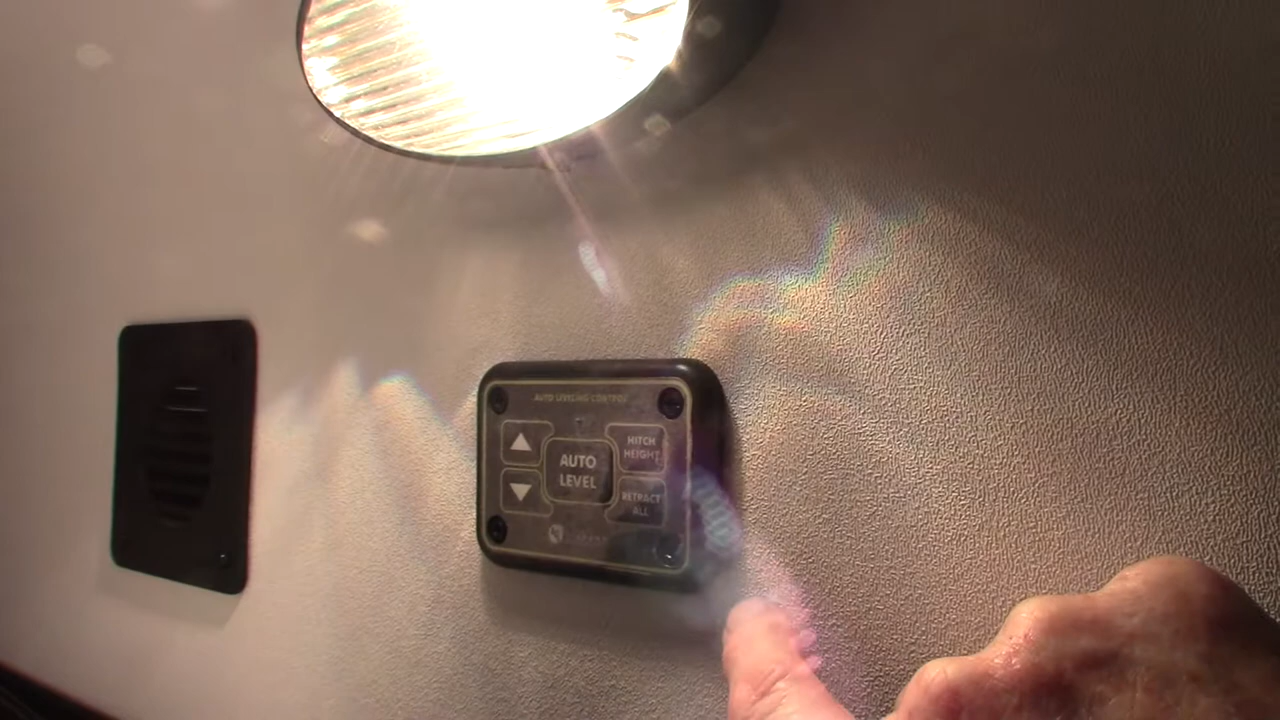 AUTO LEVELING CONTROL
HITCH
HEIGHT
AUTO
LEVEL
RETRACT
ALL